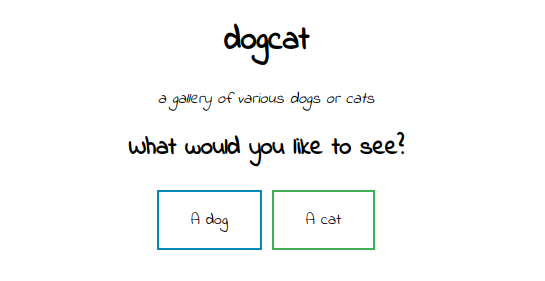 dogcat
a gallery of various dogs or cats
What would you like to see?
A dog A cat